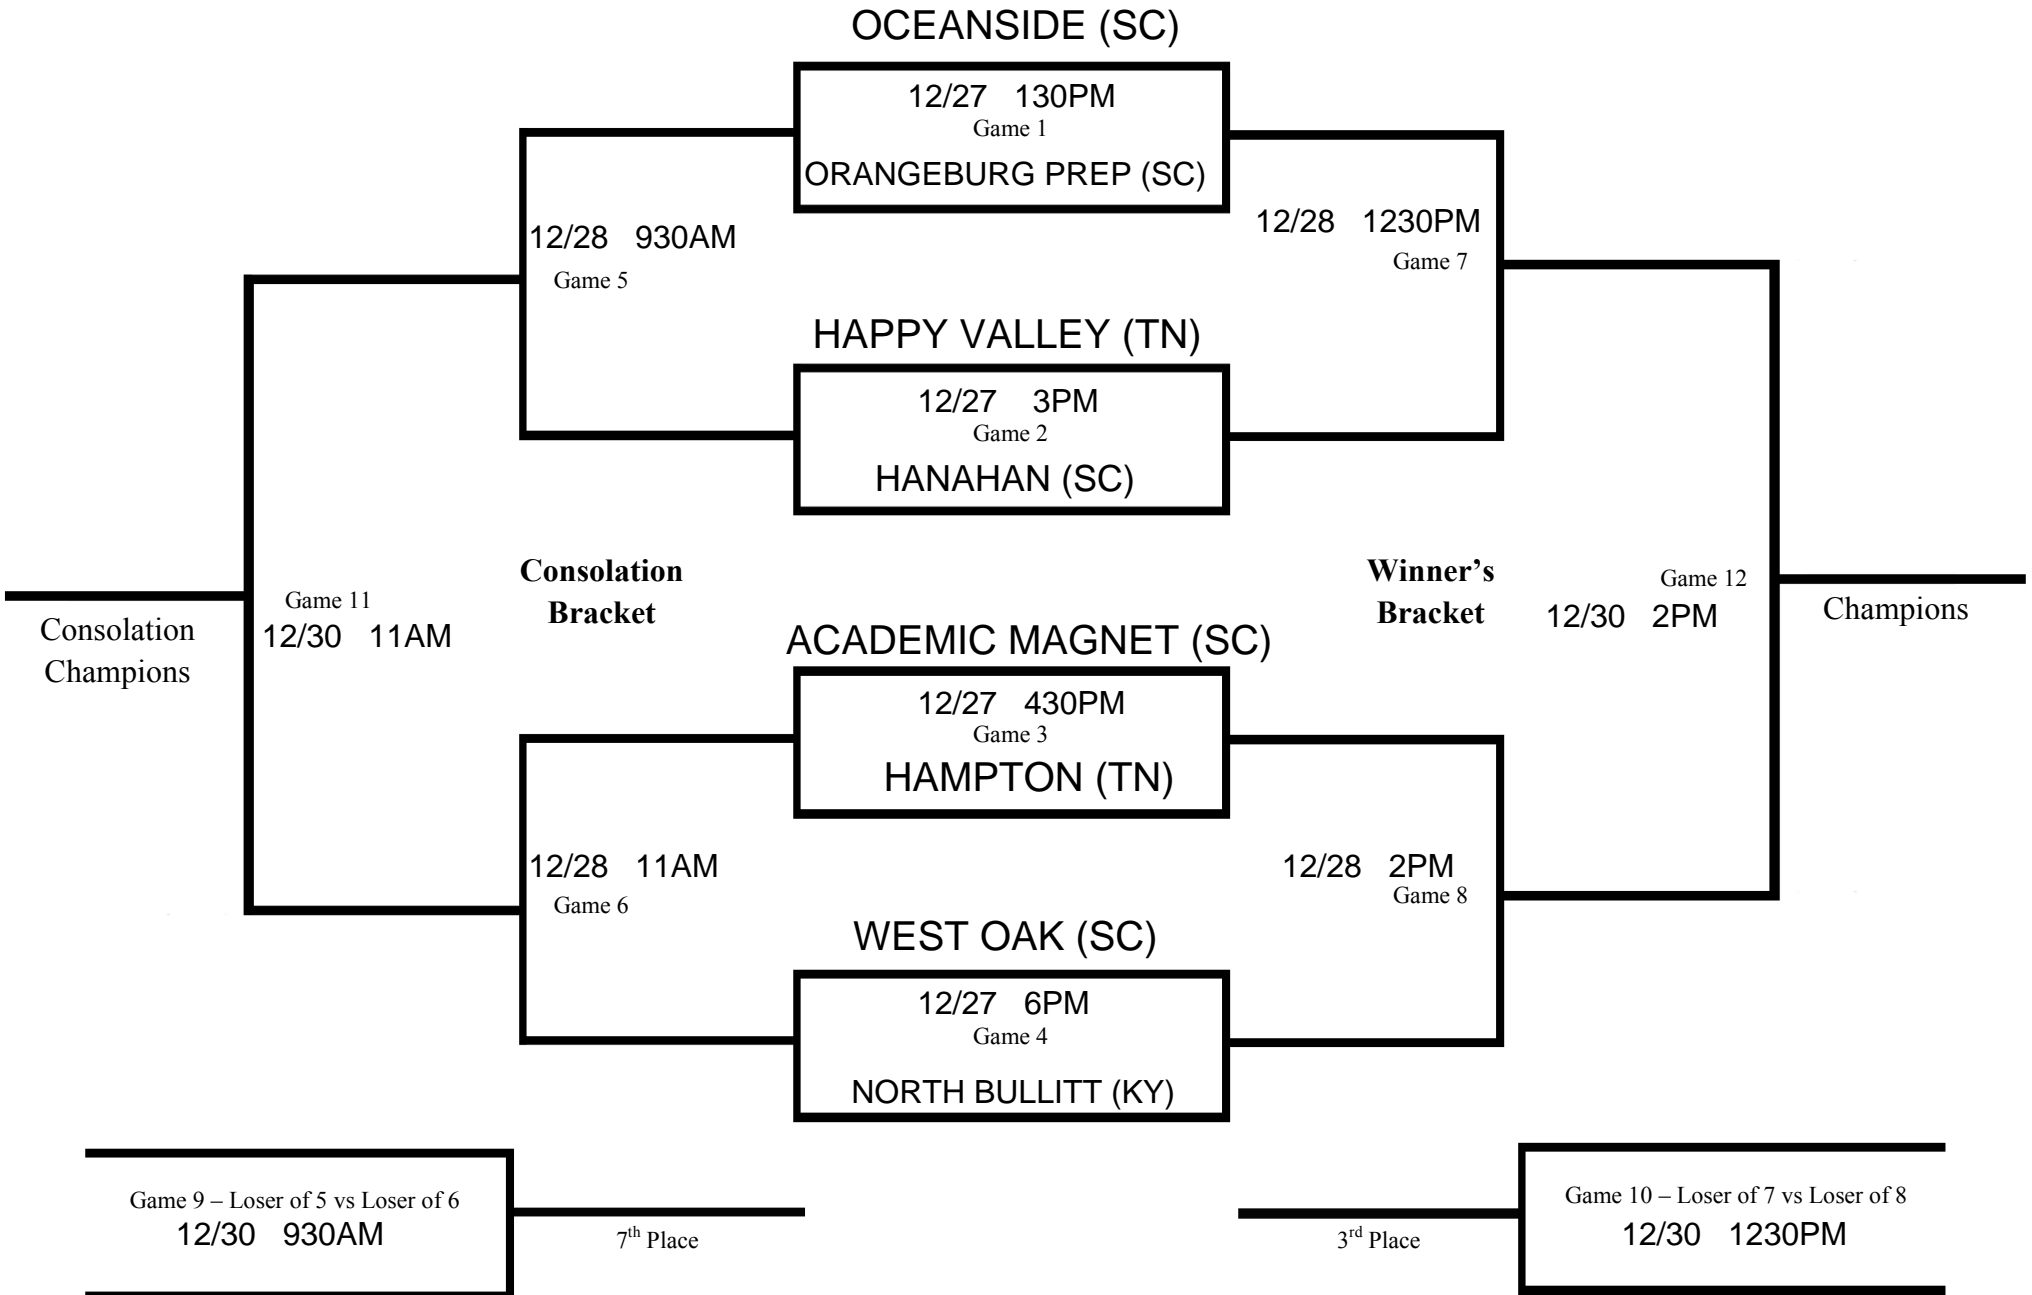 OCEANSIDE (SC)
12/27 130PM
Game 1
ORANGEBURG PREP (SC)
12/28 930AM
Game 5
12/28 1230PM
Game 7
HAPPY VALLEY (TN)
12/27 3PM
Game 2
HANAHAN (SC)
Consolation
Bracket
Winner's
Bracket
Game 11
12/30 11AM
Consolation
Champions
Game 12
12/30 2PM
Champions
ACADEMIC MAGNET (SC)
12/27 430PM
Game 3
HAMPTON (TN)
12/28 11AM
Game 6
12/28 2PM
Game 8
WEST OAK (SC)
12/27 6PM
Game 4
NORTH BULLITT (KY)
Game 9 – Loser of 5 vs Loser of 6
12/30 930AM
7th Place
3rd Place
Game 10 – Loser of 7 vs Loser of 8
12/30 1230PM